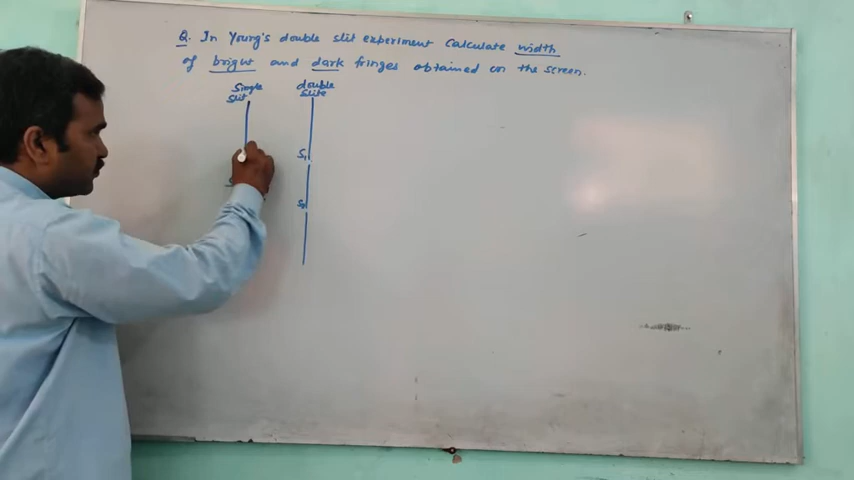 Q. In Young's double slit experiment Calculate width
of bright and dark fringes obtained on the screen.
Single double
slit slits
S1
S2